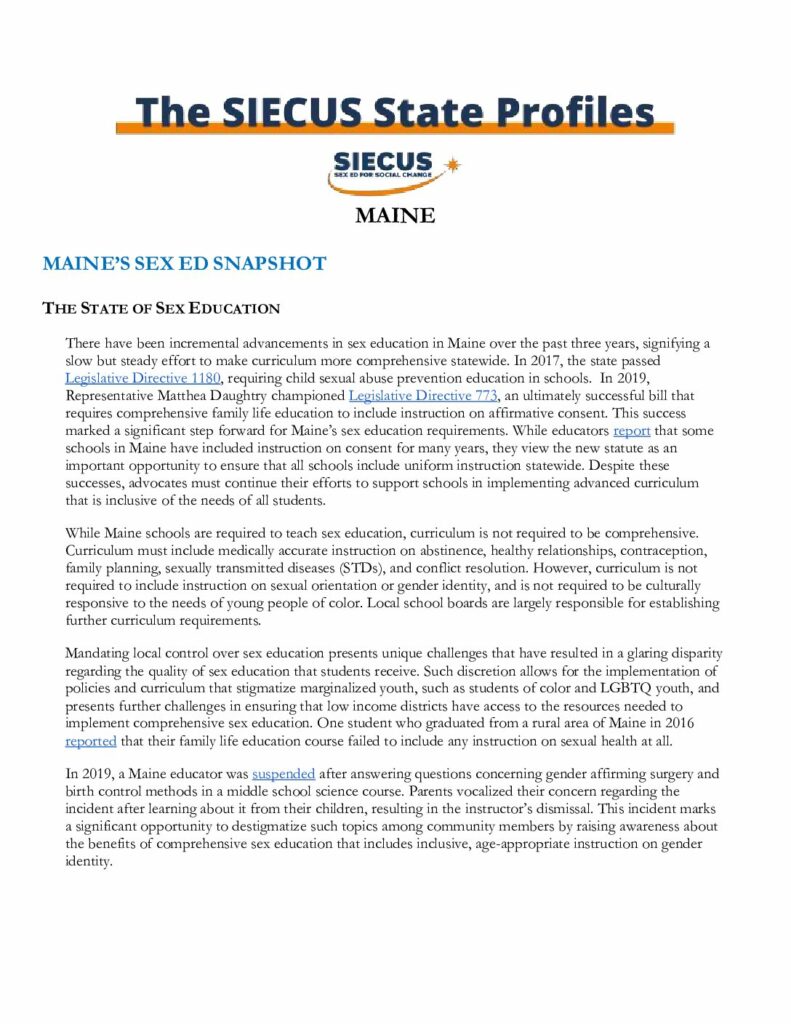 The SIECUS State Profiles
SIECUS
SEX ED FOR SOCIAL CHANGE
MAINE
MAINE'S SEX ED SNAPSHOT
THE STATE OF SEX EDUCATION
There have been incremental advancements in sex education in Maine over the past three years, signifying a
slow but steady effort to make curriculum more comprehensive statewide. In 2017, the state passed
Legislative Directive 1180, requiring child sexual abuse prevention education in schools.  In 2019,
Representative Matthea Daughtry championed Legislative Directive 773, an ultimately successful bill that
requires comprehensive family life education to include instruction on affirmative consent. This success
marked a significant step forward for Maine's sex education requirements. While educators report that some
schools in Maine have included instruction on consent for many years, they view the new statute as an
important opportunity to ensure that all schools include uniform instruction statewide. Despite these
successes, advocates must continue their efforts to support schools in implementing advanced curriculum
that is inclusive of the needs of all students.
While Maine schools are required to teach sex education, curriculum is not required to be comprehensive.
Curriculum must include medically accurate instruction on abstinence, healthy relationships, contraception,
family planning, sexually transmitted diseases (STDs), and conflict resolution. However, curriculum is not
required to include instruction on sexual orientation or gender identity, and is not required to be culturally
responsive to the needs of young people of color. Local school boards are largely responsible for establishing
further curriculum requirements.
Mandating local control over sex education presents unique challenges that have resulted in a glaring disparity
regarding the quality of sex education that students receive. Such discretion allows for the implementation of
policies and curriculum that stigmatize marginalized youth, such as students of color and LGBTQ youth, and
presents further challenges in ensuring that low income districts have access to the resources needed to
implement comprehensive sex education. One student who graduated from a rural area of Maine in 2016
reported that their family life education course failed to include any instruction on sexual health at all.
In 2019, a Maine educator was suspended after answering questions concerning gender affirming surgery and
birth control methods in a middle school science course. Parents vocalized their concern regarding the
incident after learning about it from their children, resulting in the instructor's dismissal. This incident marks
a significant opportunity to destigmatize such topics among community members by raising awareness about
the benefits of comprehensive sex education that includes inclusive, age-appropriate instruction on gender
identity.